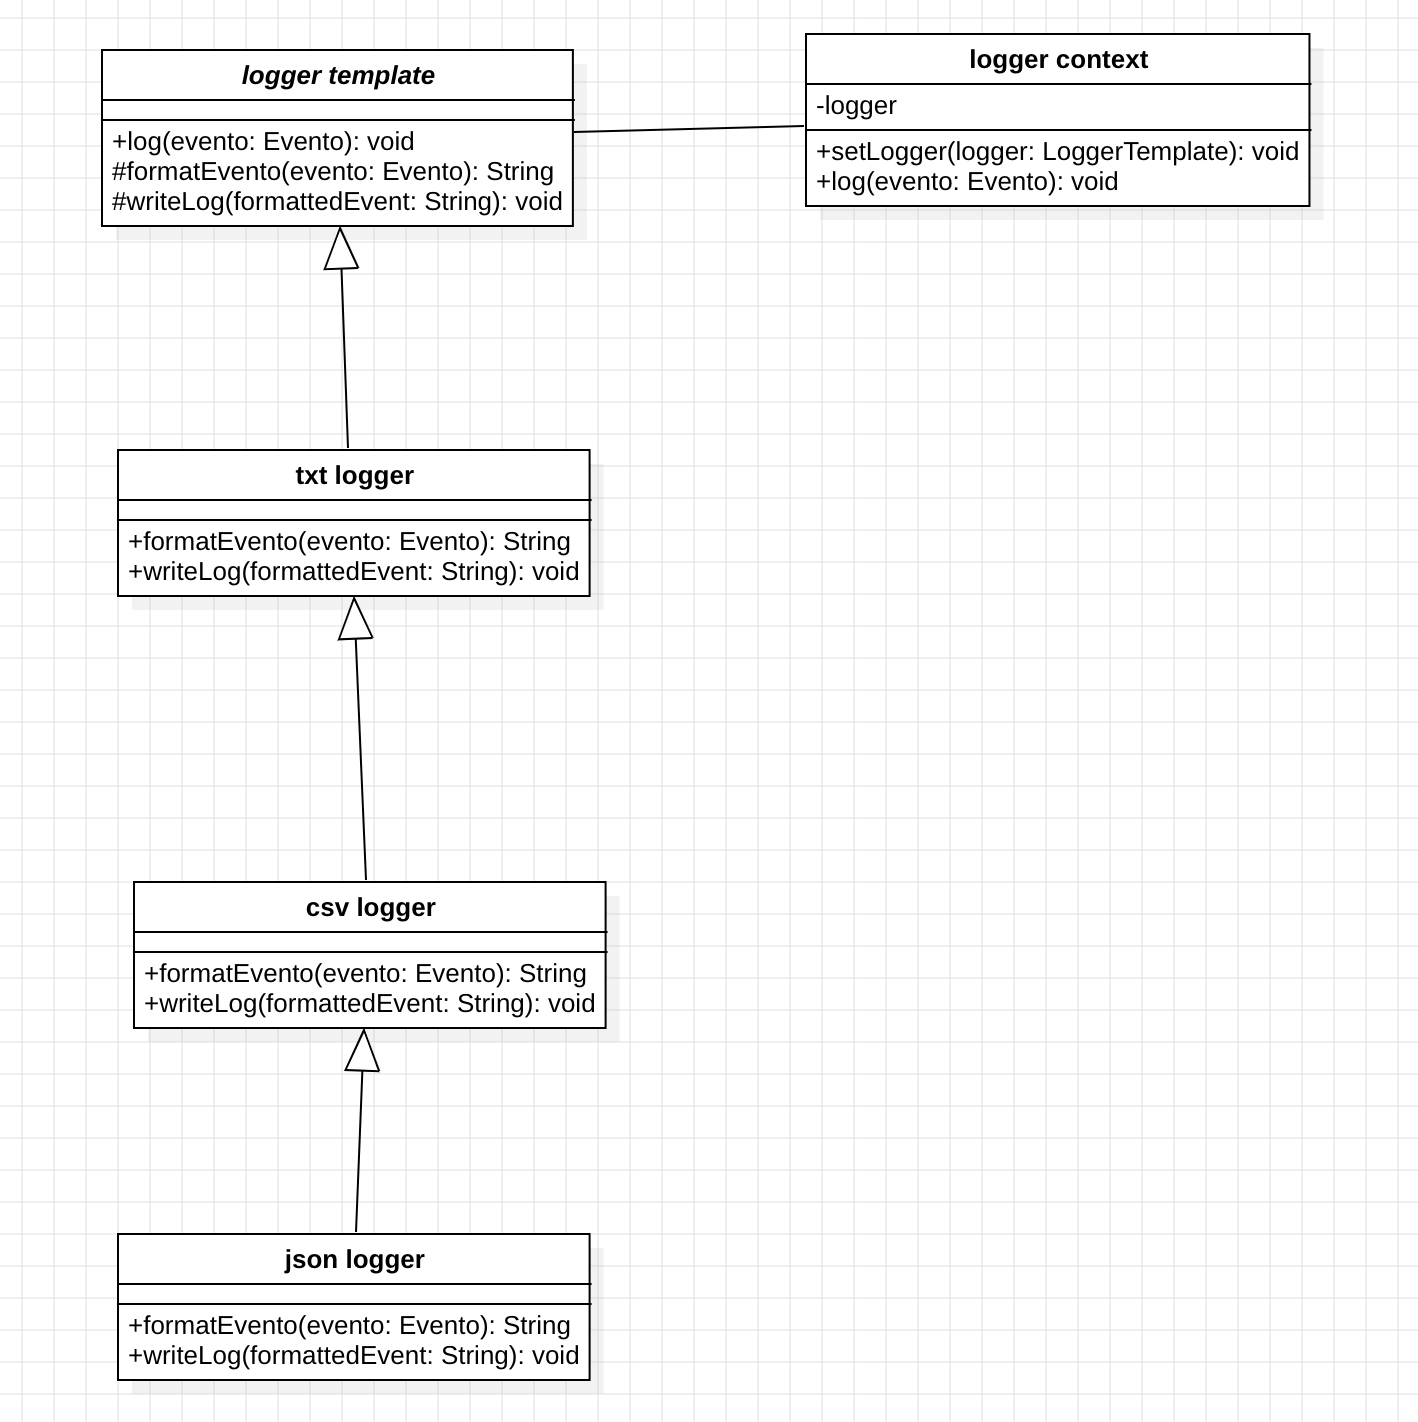 logger template
+log(evento: Evento): void
#formatEvento(evento: Evento): String
#writeLog(formattedEvent: String): void
logger context
-logger
+setLogger(logger: LoggerTemplate): void
+log(evento: Evento): void
txt logger
+formatEvento(evento: Evento): String
+writeLog(formattedEvent: String): void
csv logger
+formatEvento(evento: Evento): String
+writeLog(formattedEvent: String): void
json logger
+formatEvento(evento: Evento): String
+writeLog(formattedEvent: String): void